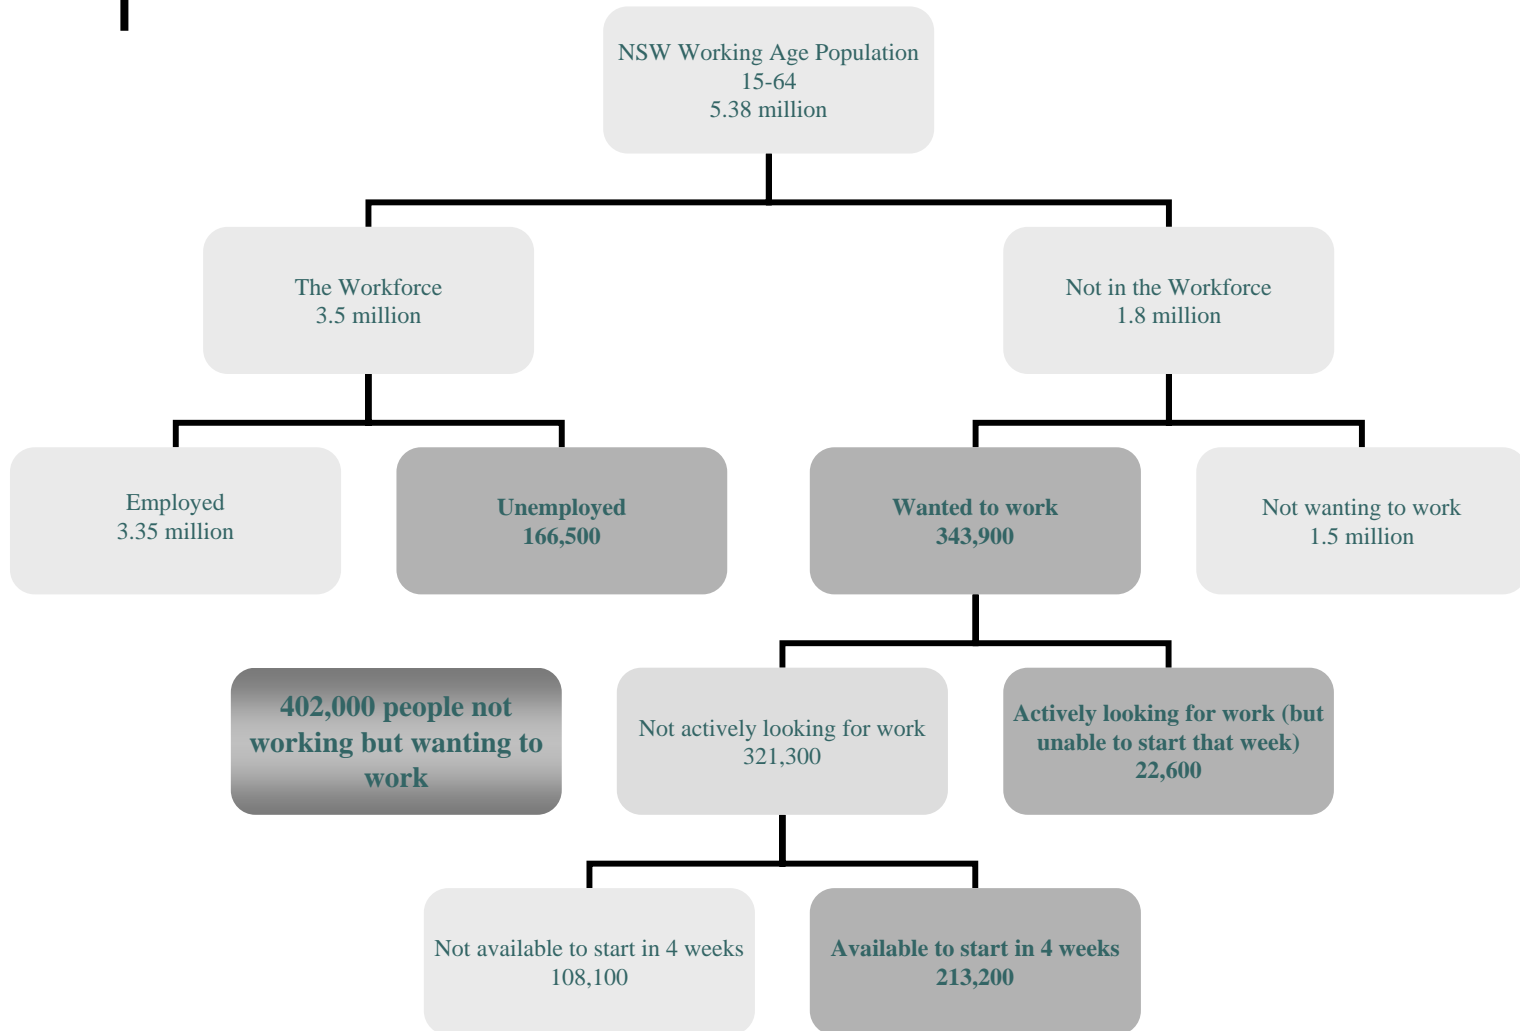 NSW Working Age Population
15-64
5.38 million
The Workforce
3.5 million
Not in the Workforce
1.8 million
Employed
3.35 million
Unemployed
166,500
Wanted to work
343,900
Not wanting to work
1.5 million
402,000 people not
working but wanting to
work
Not actively looking for work
321,300
Actively looking for work (but
unable to start that week)
22,600
Not available to start in 4 weeks
108,100
Available to start in 4 weeks
213,200